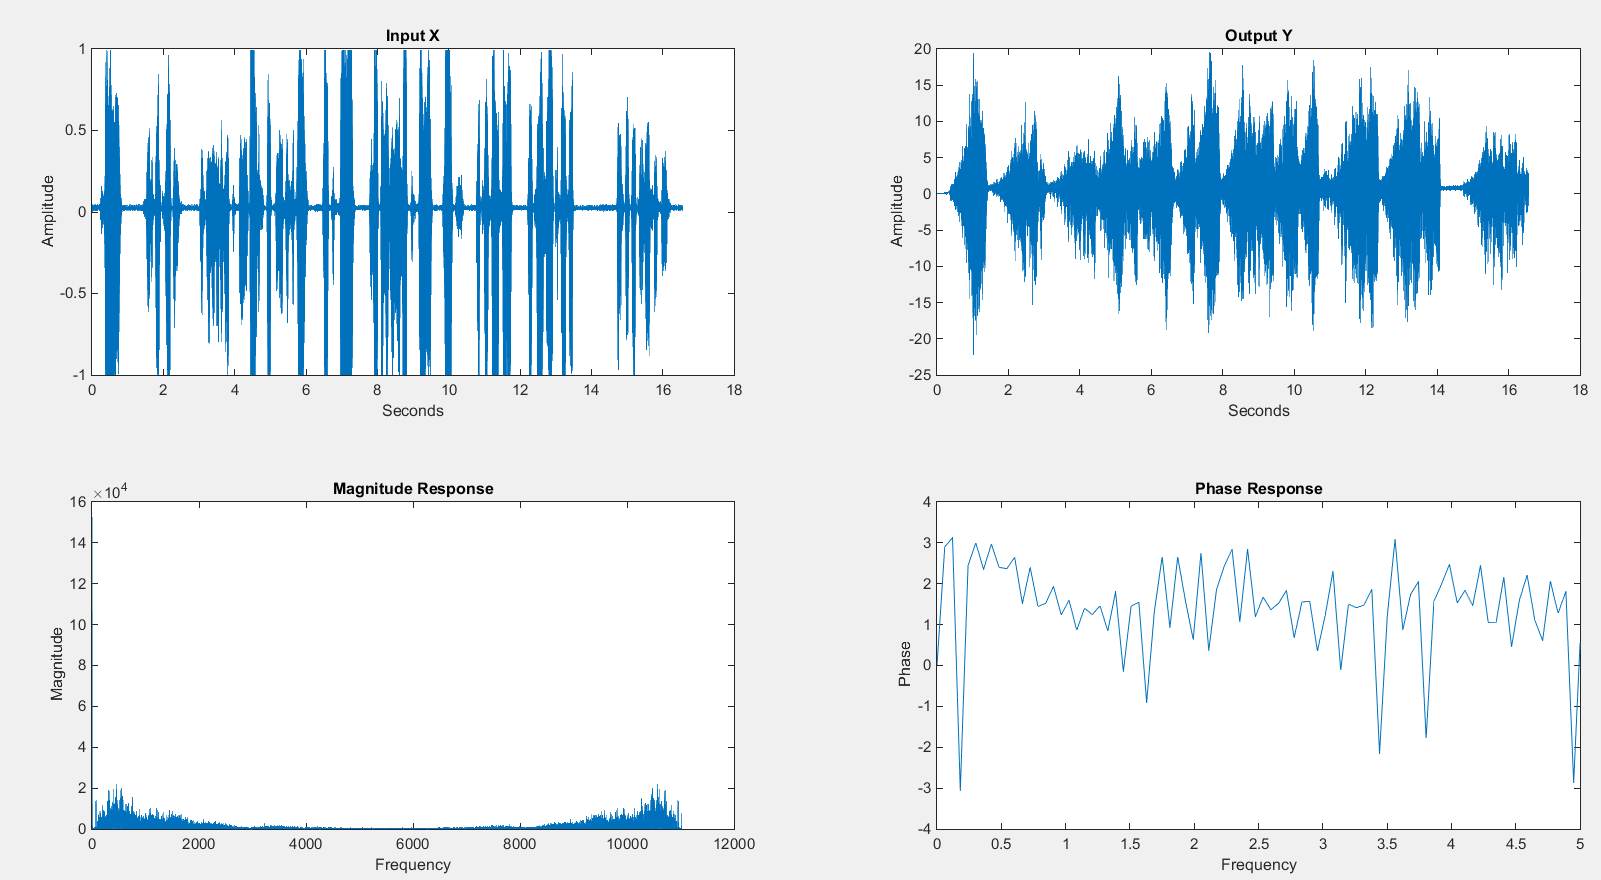 Input X
1
0.5
0
-0.5
-1
Amplitude
0 2 4 6 8 10 12 14 16 18
Seconds
Output Y
20
15
10
5
0
-5
-10
-15
-20
-25
Amplitude
0 2 4 6 8 10 12 14 16 18
Seconds
Magnitude Response
×10^4
16
14
12
10
8
6
4
2
0
Magnitude
0 2000 4000 6000 8000 10000 12000
Frequency
Phase Response
4
3
2
1
0
-1
-2
-3
-4
Phase
0 0.5 1 1.5 2 2.5 3 3.5 4 4.5 5
Frequency